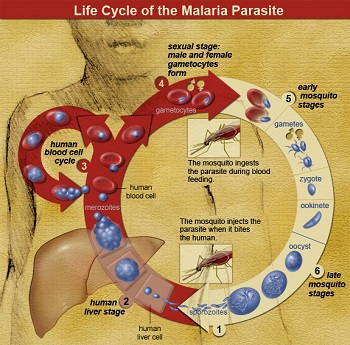 Life Cycle of the Malaria Parasite
sexual stage:
male and female
gametocytes
form
4
gametocytes
early
mosquito
stages
5
gametes
human
blood cell
cycle
3
The mosquito ingests
the parasite during blood
feeding.
zygote
human
blood cell
ookinete
merozoites
The mosquito injects
the parasite when it bites
the human.
oocyst
6
late
mosquito
stages
2
human
liver stage
sporozoites
1
human
liver cell